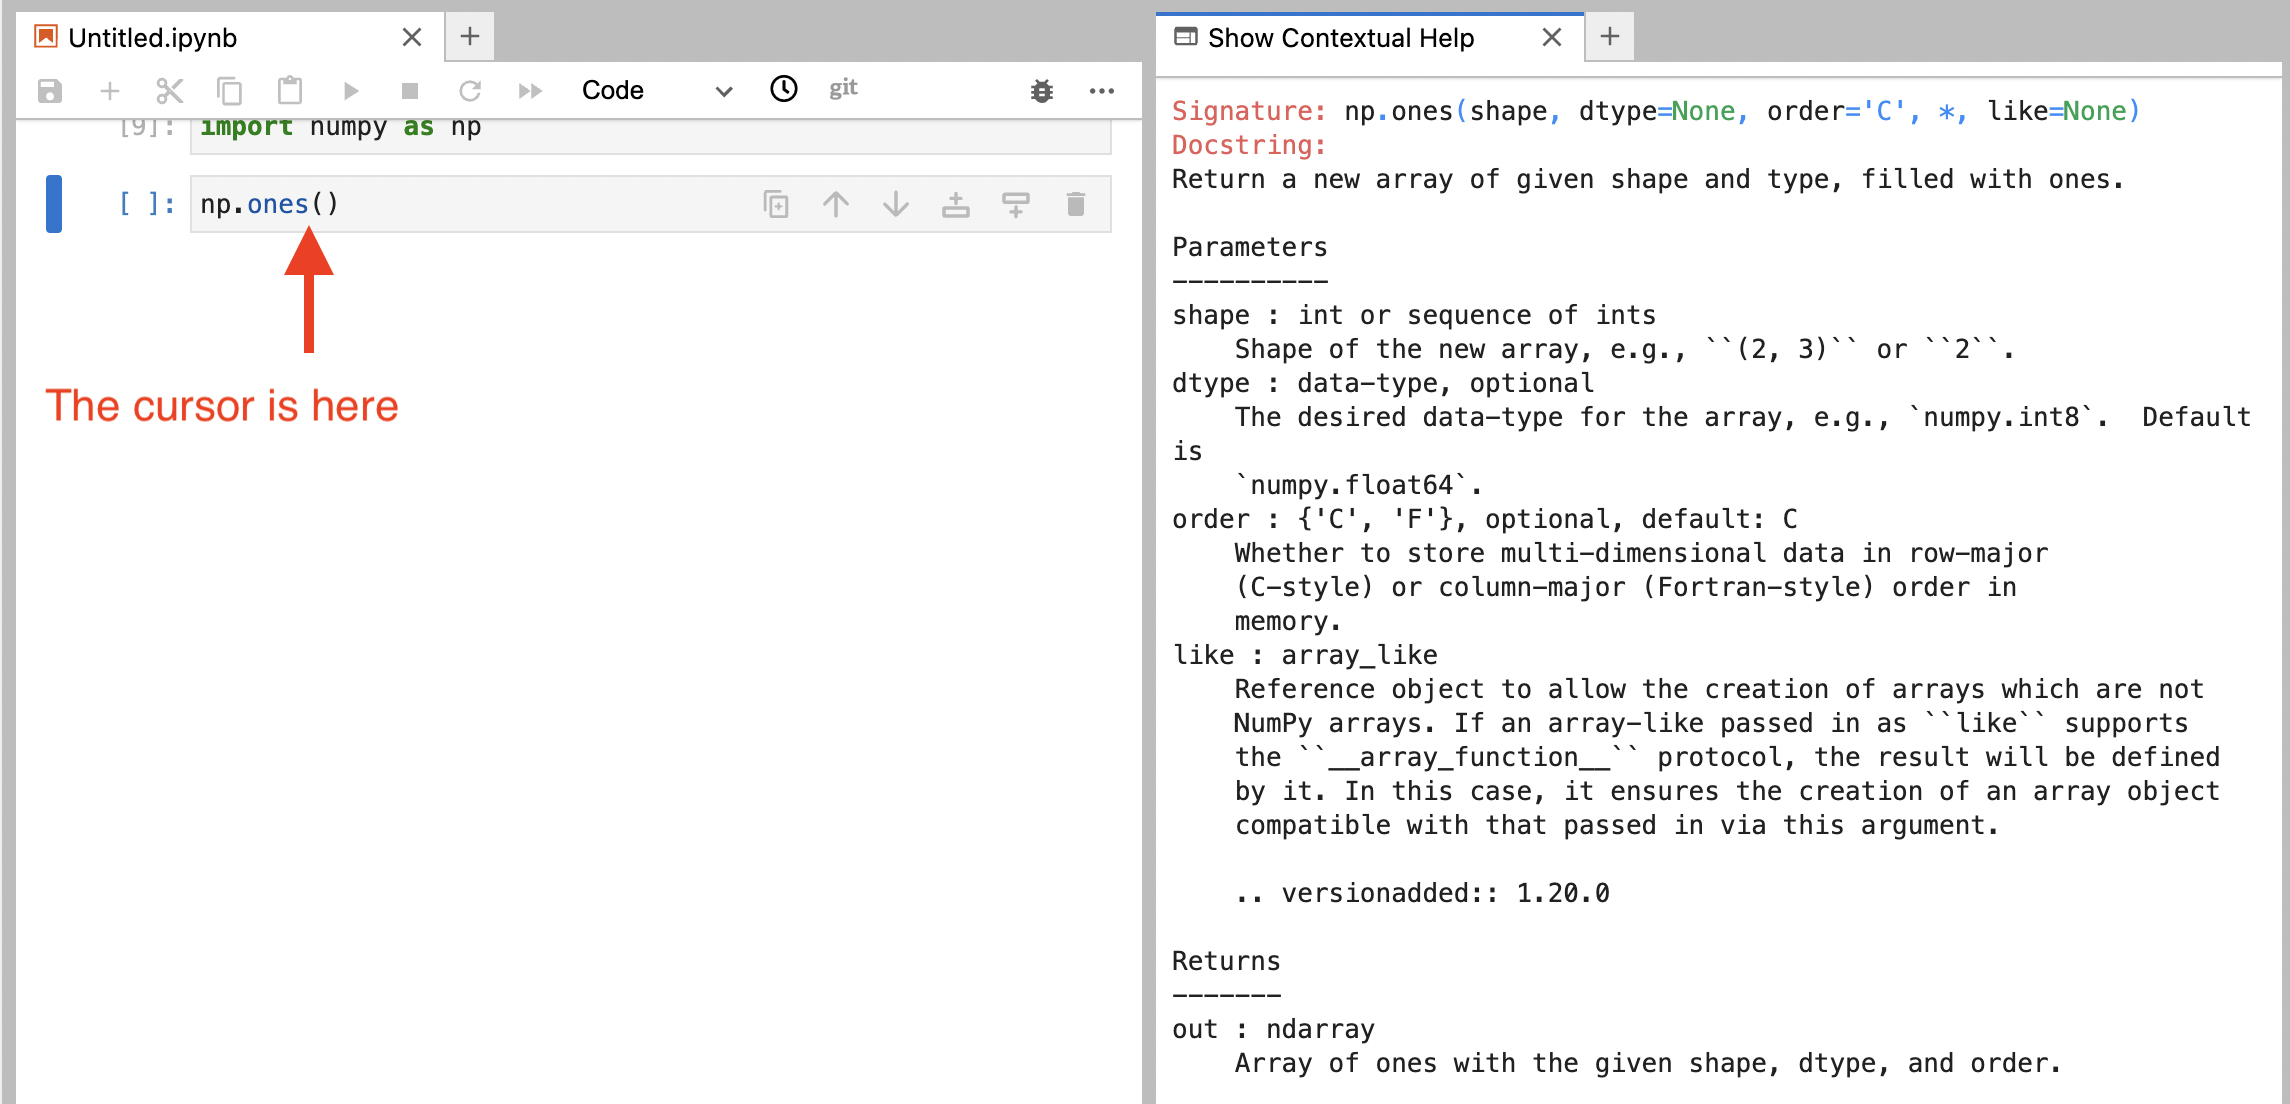 Untitled.ipynb
Code
git
[9]: import numpy as np
[ ]: np.ones()
The cursor is here
Show Contextual Help
Signature: np.ones(shape, dtype=None, order='C', *, like=None)
Docstring:
Return a new array of given shape and type, filled with ones.
Parameters
----------
shape : int or sequence of ints
    Shape of the new array, e.g., ``(2, 3)`` or ``2``.
dtype : data-type, optional
    The desired data-type for the array, e.g., `numpy.int8`.  Default
is
    `numpy.float64`.
order : {'C', 'F'}, optional, default: C
    Whether to store multi-dimensional data in row-major
    (C-style) or column-major (Fortran-style) order in
    memory.
like : array_like
    Reference object to allow the creation of arrays which are not
    NumPy arrays. If an array-like passed in as ``like`` supports
    the ``__array_function__`` protocol, the result will be defined
    by it. In this case, it ensures the creation of an array object
    compatible with that passed in via this argument.
    .. versionadded:: 1.20.0
Returns
-------
out : ndarray
    Array of ones with the given shape, dtype, and order.